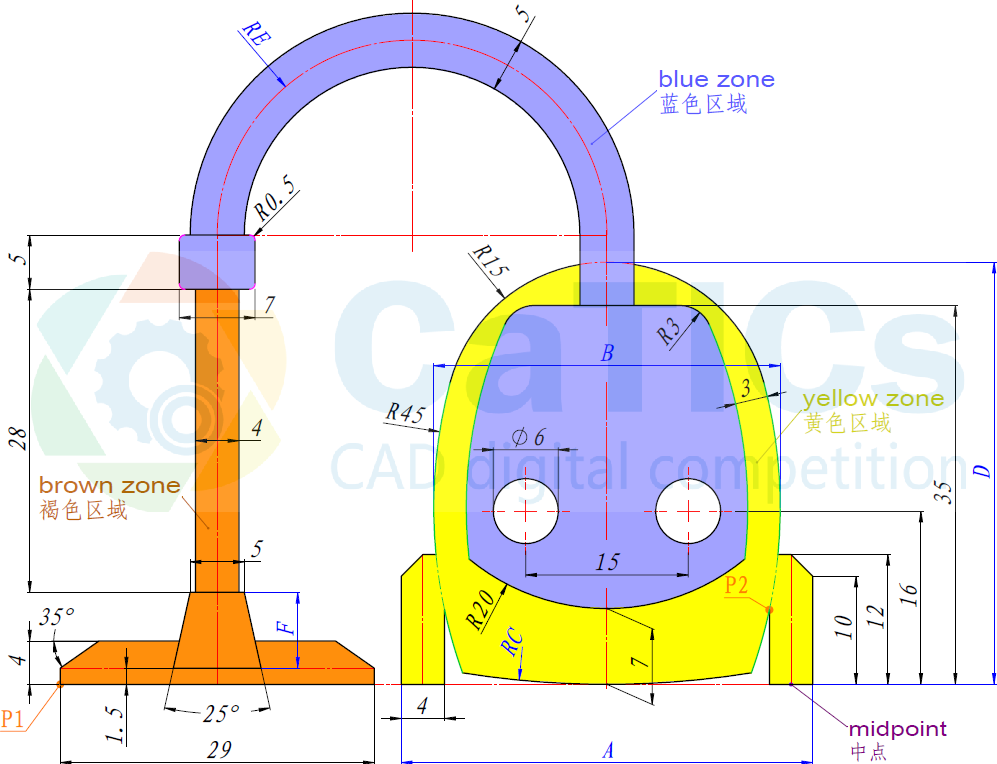 RE
5
blue zone
蓝色区域
R0.5
5
R15
7
R3
B
3
CaTICs
yellow zone
黄色区域
R45
4
28
∅6
CAD digital competition
D
35
brown zone
褐色区域
5
15
16
P2
R20
12
10
35°
F
RC
7
4
P1
1.5
25°
4
midpoint
中点
29
A